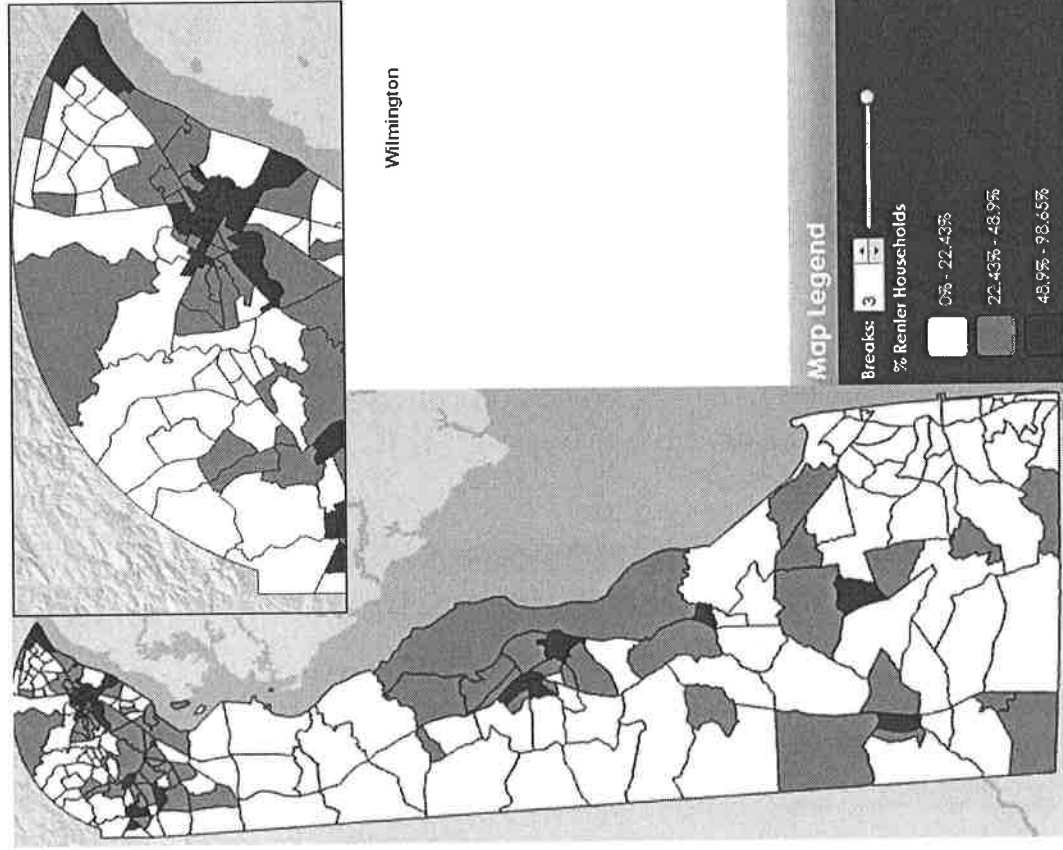 Wilmington
Map Legend
Breaks: 3
% Renter Households
0% - 22.43%
22.43% - 48.9%
48.9% - 98.65%